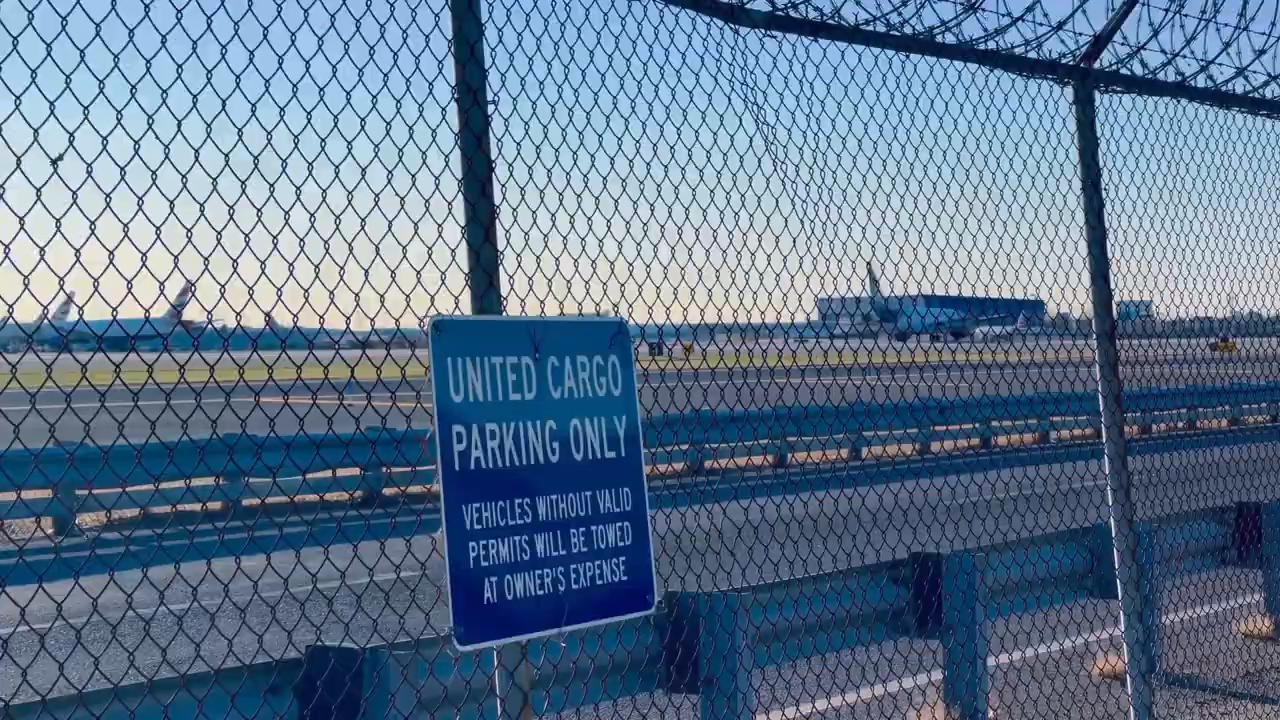 UNITED CARGO
PARKING ONLY
VEHICLES WITHOUT VALID
PERMITS WILL BE TOWED
AT OWNER'S EXPENSE